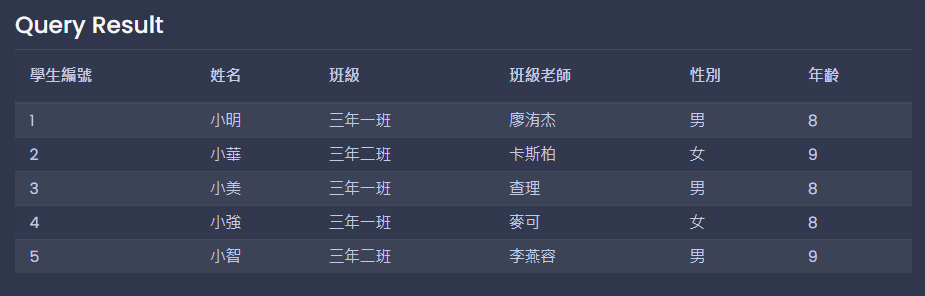 Query Result
學生編號 姓名 班級 班級老師 性別 年齡
1 小明 三年一班 廖洧杰 男 8
2 小華 三年二班 卡斯柏 女 9
3 小美 三年一班 查理 男 8
4 小強 三年一班 麥可 女 8
5 小智 三年二班 李燕容 男 9